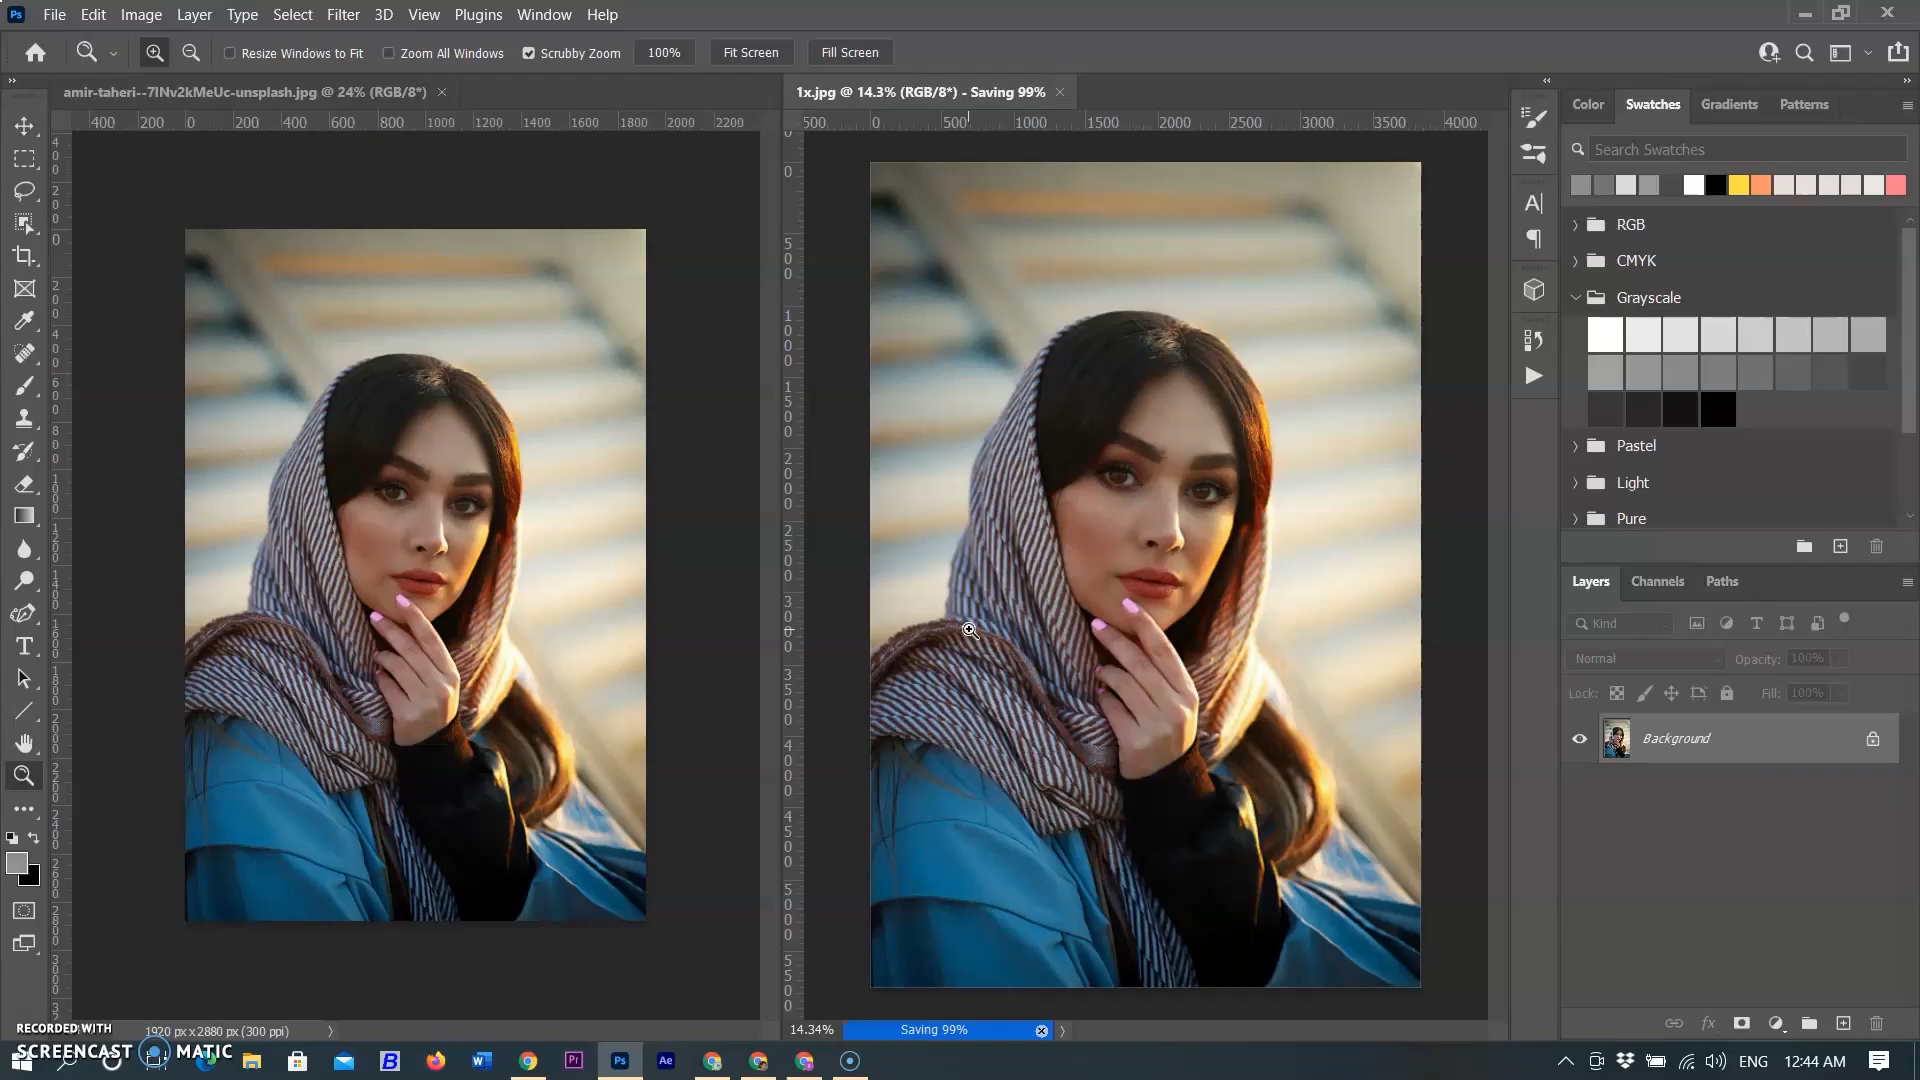 Ps File Edit Image Layer Type Select Filter 3D View Plugins Window Help
Resize Windows to Fit Zoom All Windows Scrubby Zoom 100% Fit Screen Fill Screen
amir-taheri--7INv2kMeUc-unsplash.jpg @ 24% (RGB/8*)
1x.jpg @ 14.3% (RGB/8*) - Saving 99%
400 200 0 200 400 600 800 1000 1200 1400 1600 1800 2000 2200
500 0 500 1000 1500 2000 2500 3000 3500 4000
Color Swatches Gradients Patterns
Search Swatches
RGB
CMYK
Grayscale
Pastel
Light
Pure
Layers Channels Paths
Kind
Normal Opacity: 100%
Lock: Fill: 100%
Background
1920 px x 2880 px (300 ppi)
14.34% Saving 99%
RECORDED WITH
SCREENCAST MATIC
B W Pr Ps Ae
ENG 12:44 AM